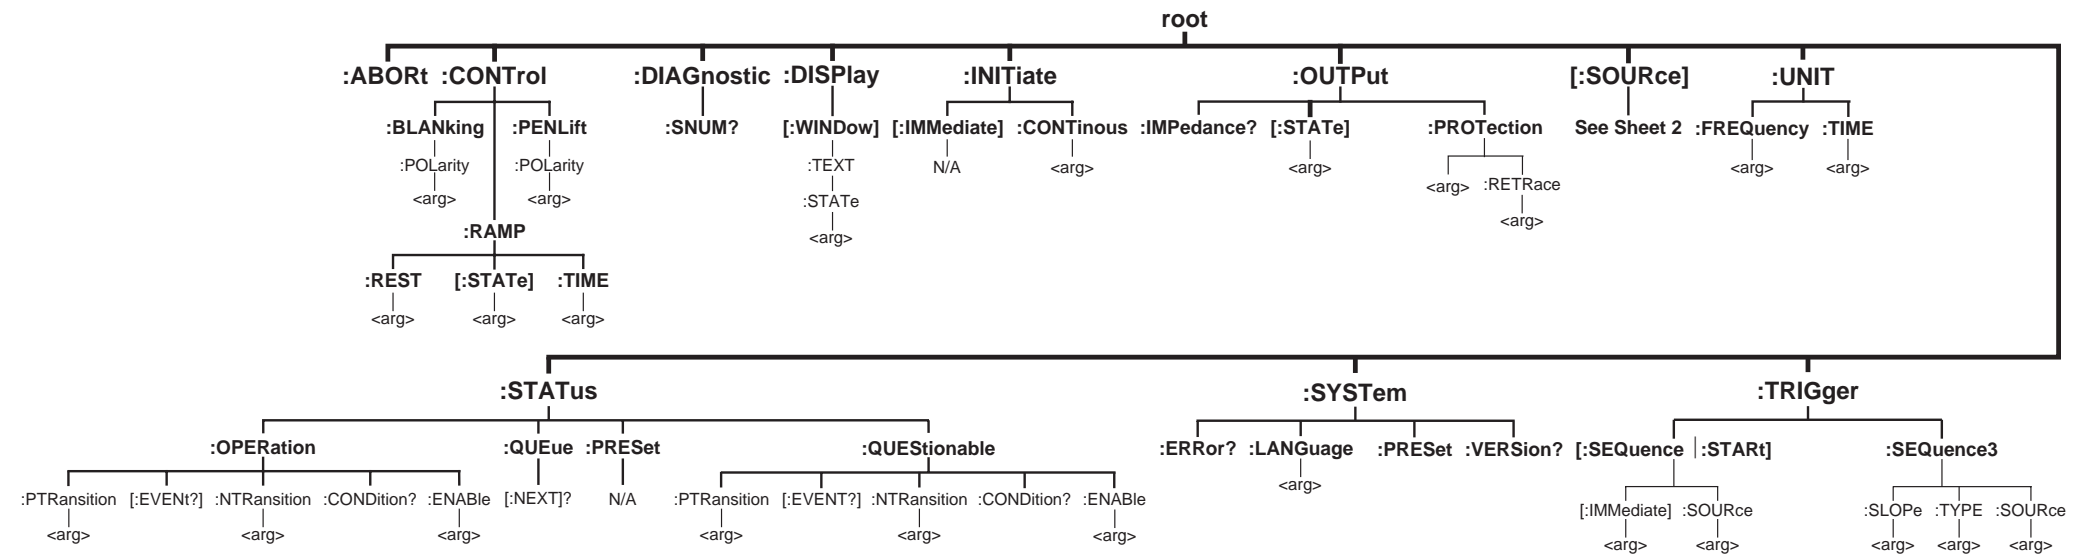 root
:ABORt :CONTrol :DIAGnostic :DISPlay :INITiate :OUTPut [:SOURce] :UNIT
:BLANking :PENLift :SNUM? [:WINDow] [:IMMediate] :CONTinous :IMPedance? [:STATe] :PROTection See Sheet 2 :FREQuency :TIME
:POLarity :POLarity :TEXT N/A <arg> <arg> <arg> <arg>
<arg> :RETRace
<arg> <arg> :STATe
<arg>
:RAMP <arg>
:REST [:STATe] :TIME
<arg> <arg> <arg>
:STATus :SYSTem :TRIGger
:OPERation :QUEue :PRESet :QUEStionable :ERRor? :LANGuage :PRESet :VERSion? [:SEQuence |:STARt] :SEQuence3
<arg>
:PTRansition [:EVENt?] :NTRansition :CONDition? :ENABle [:NEXT]? N/A :PTRansition [:EVENT?] :NTRansition :CONDition? :ENABle
[:IMMediate] :SOURce :SLOPe :TYPE :SOURce
<arg> <arg> <arg> <arg> <arg> <arg>
<arg> <arg> <arg> <arg> <arg>